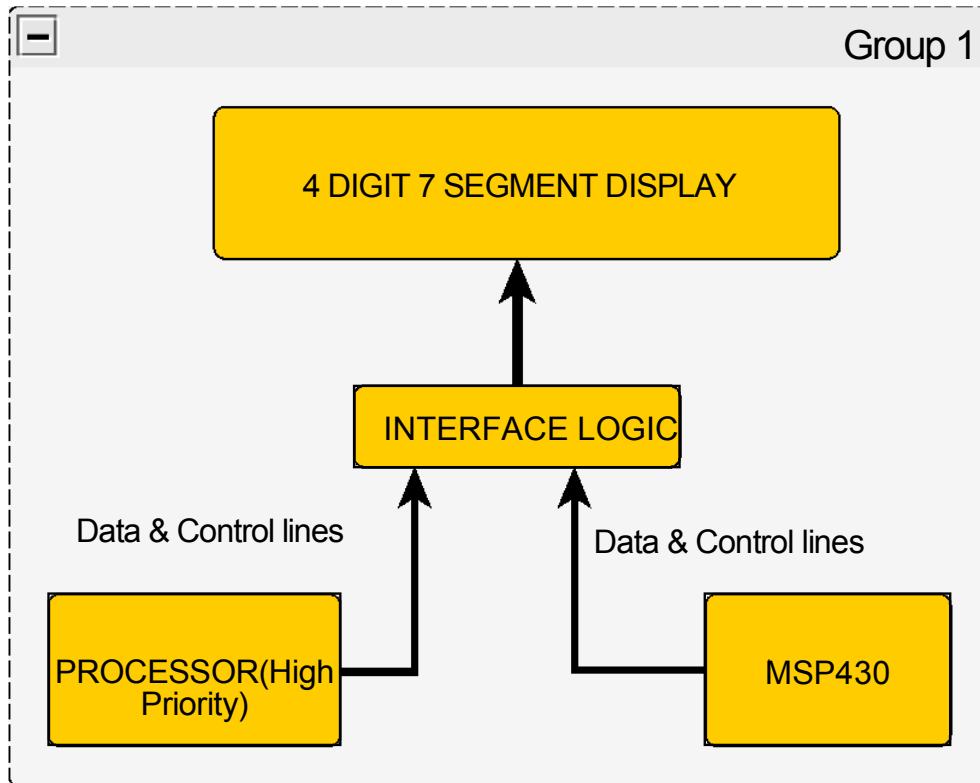 Group 1
4 DIGIT 7 SEGMENT DISPLAY
INTERFACE LOGIC
Data & Control lines
Data & Control lines
PROCESSOR(High
Priority)
MSP430